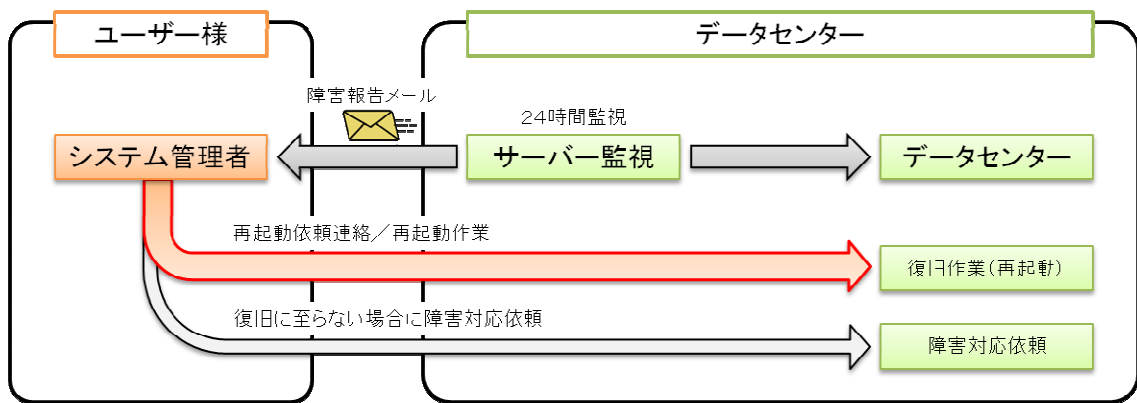 ユーザー様
データセンター
障害報告メール
24時間監視
システム管理者
サーバー監視
データセンター
再起動依頼連絡／再起動作業
復旧作業(再起動)
復旧に至らない場合に障害対応依頼
障害対応依頼